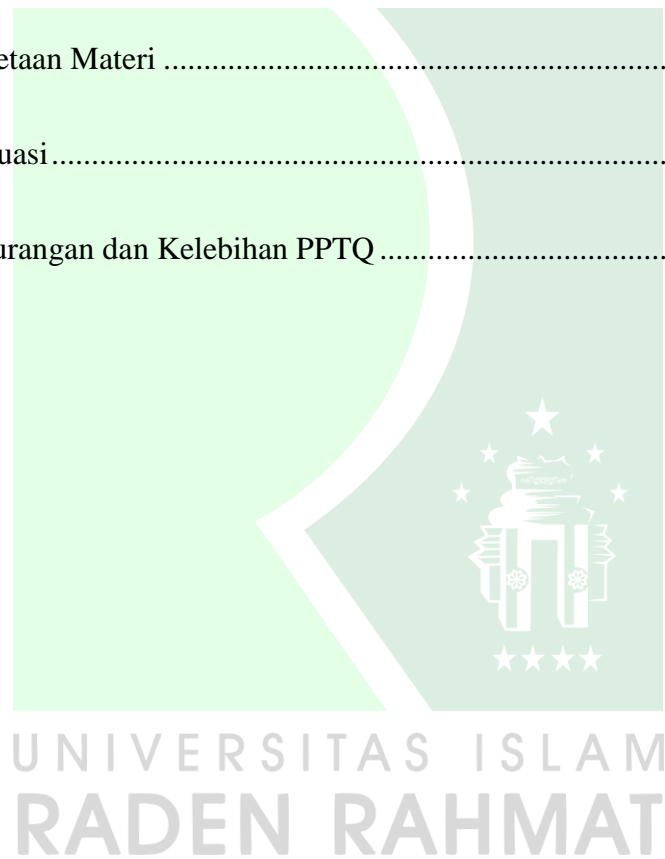 etaan Materi ................................................................
uasi..............................................................................
urangan dan Kelebihan PPTQ ....................................
UNIVERSITAS ISLAM
RADEN RAHMAT